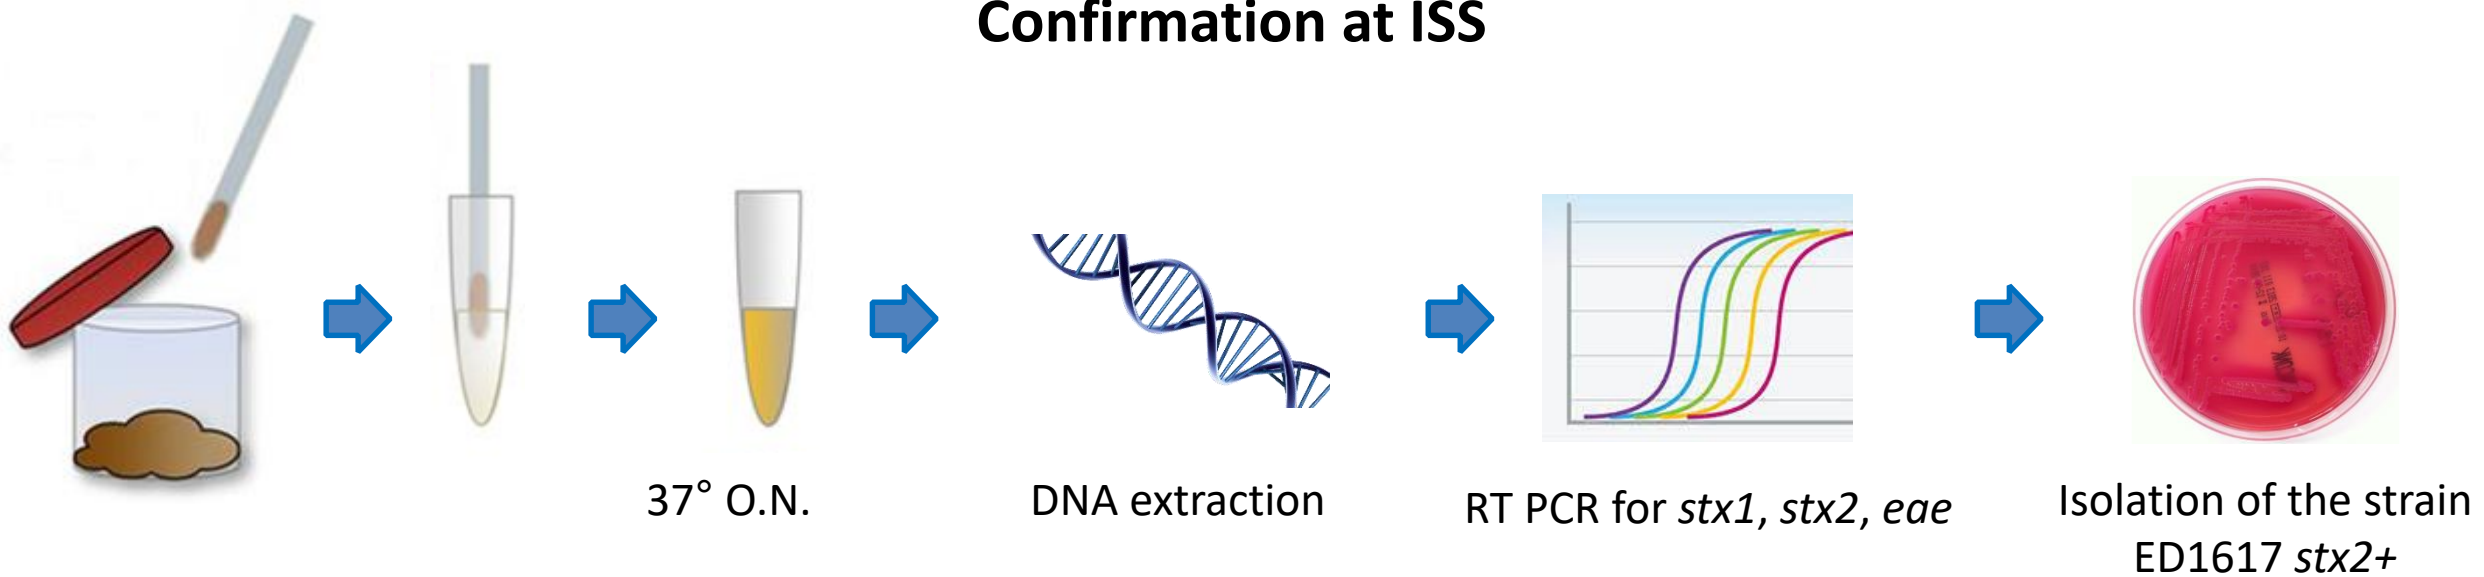 Confirmation at ISS
37° O.N.
DNA extraction
RT PCR for stx1, stx2, eae
Isolation of the strain
ED1617 stx2+